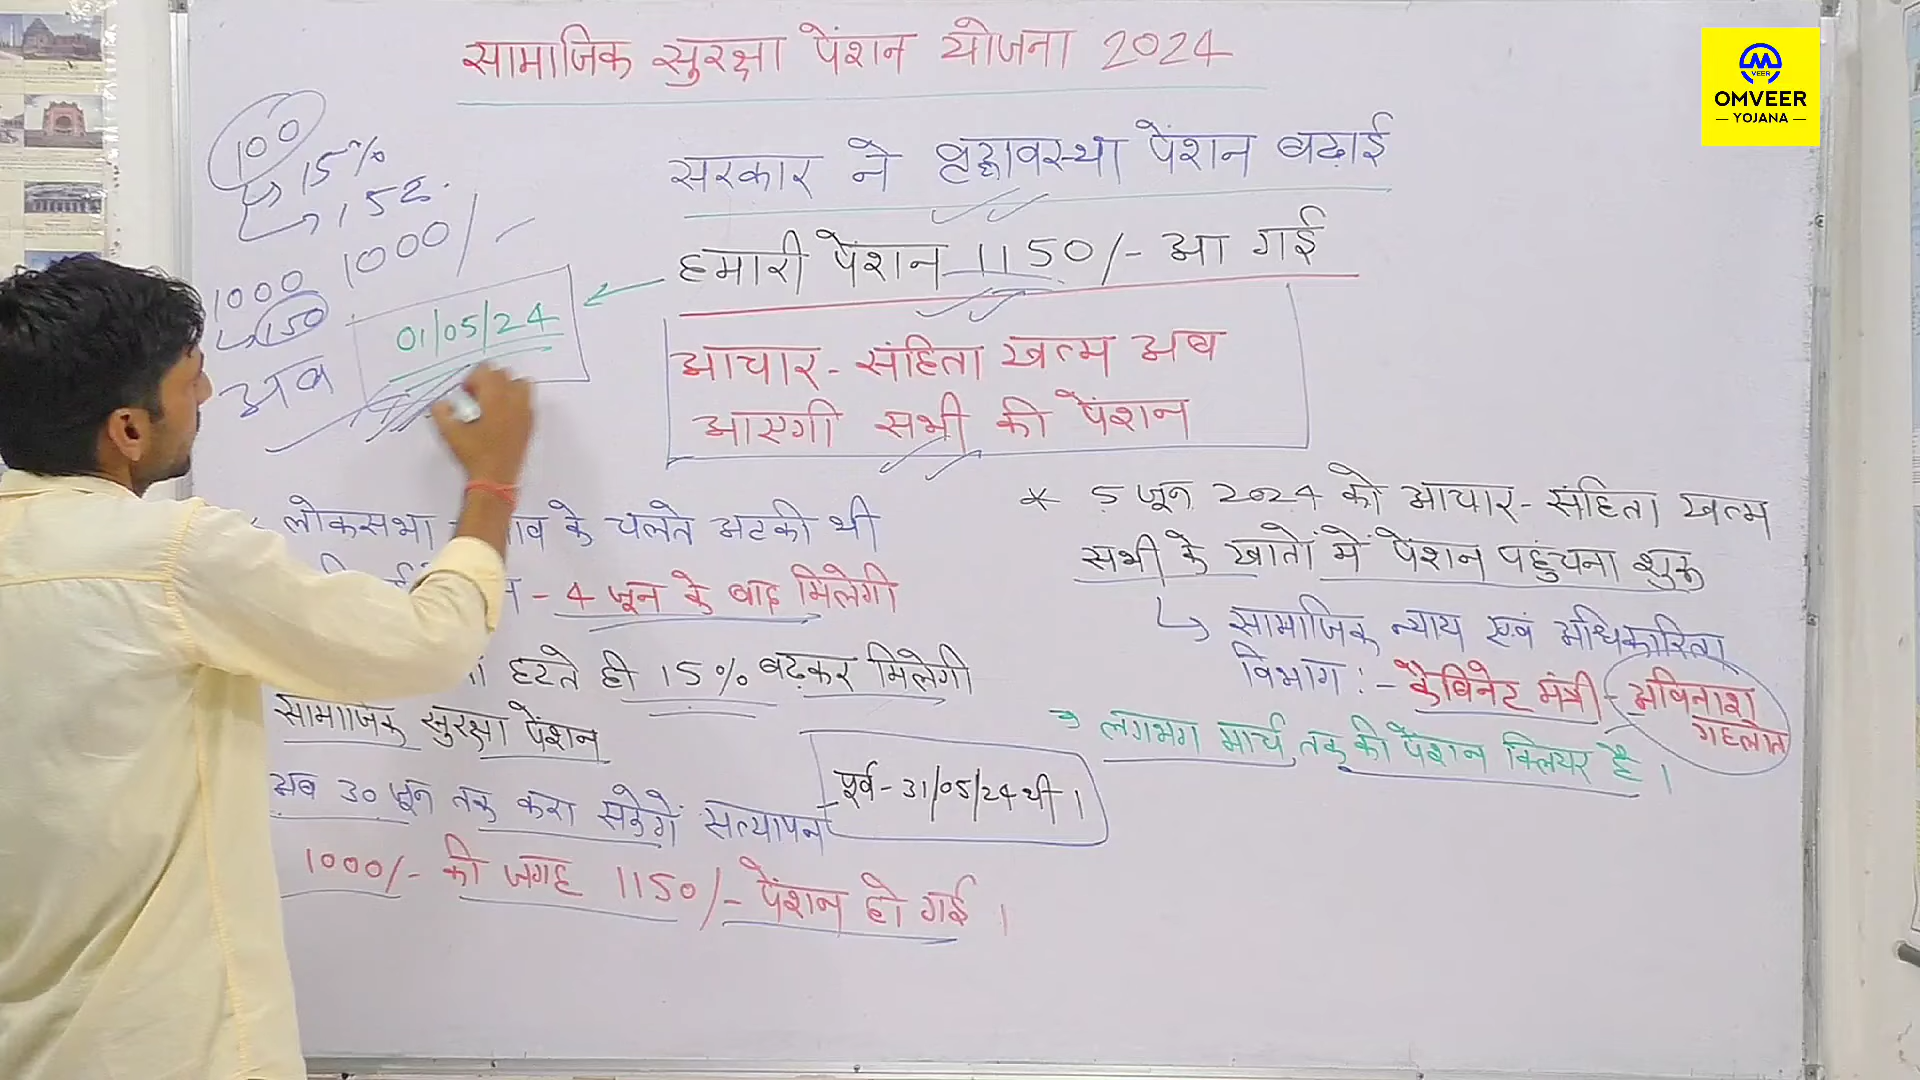 सामाजिक सुरक्षा पेंशन योजना 2024
OMVEER
YOJANA
100
15%
15रु.
1000/-
1000
150
अब
01/05/24
सरकार ने वृद्धावस्था पेंशन बढ़ाई
हमारी पेंशन 1150/- आ गई
आचार-संहिता खत्म अब
आएगी सभी की पेंशन
लोकसभा के चलते अटकी थी
- 4 जून के बाद मिलेगी
हटते ही 15% बढ़कर मिलेगी
सामाजिक सुरक्षा पेंशन
अब 30 जून तक करा सकेगें सत्यापन
पूर्व - 31/05/24 थी।
1000/- की जगह 1150/- पेंशन हो गई।
* 5 जून 2024 को आचार-संहिता खत्म
सभी के खातों में पेंशन पहुंचना शुरू
सामाजिक न्याय एवं अधिकारिता
विभाग :- कैबिनेट मंत्री - अविनाश
गहलोत
→ लगभग मार्च तक की पेंशन क्लियर है।